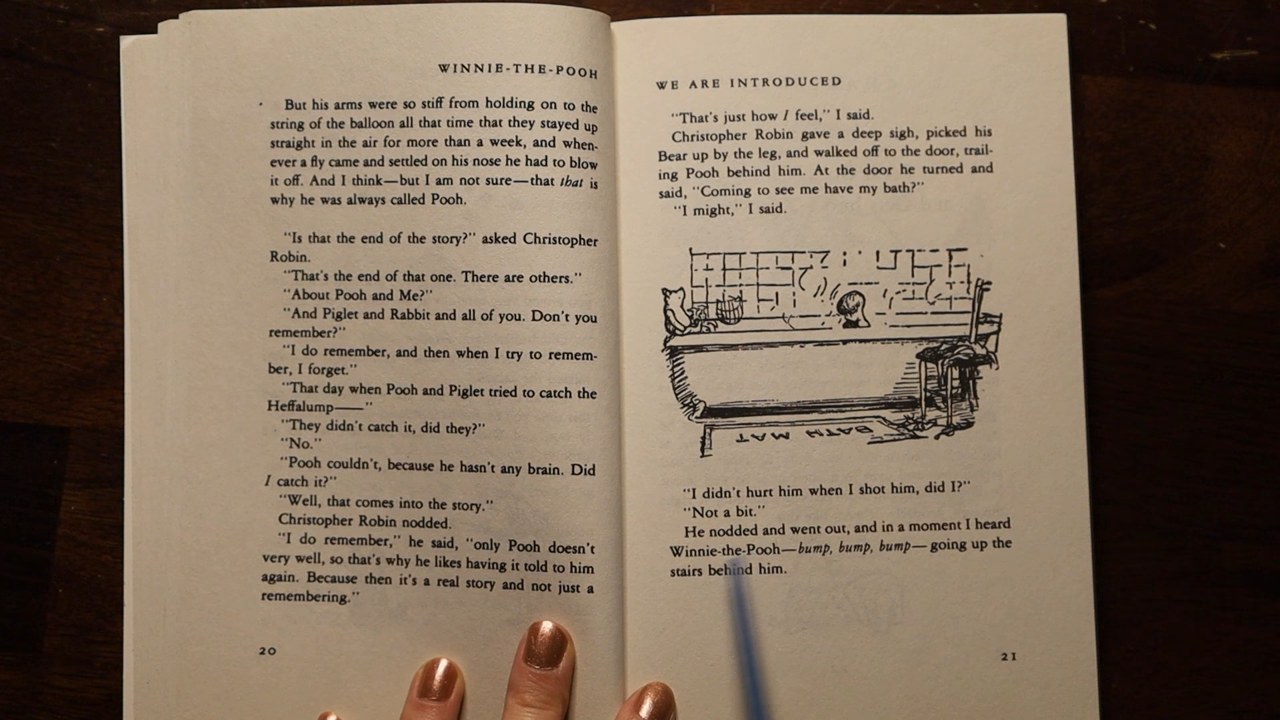 WINNIE-THE-POOH
But his arms were so stiff from holding on to the
string of the balloon all that time that they stayed up
straight in the air for more than a week, and when-
ever a fly came and settled on his nose he had to blow
it off. And I think—but I am not sure—that that is
why he was always called Pooh.
"Is that the end of the story?" asked Christopher
Robin.
"That's the end of that one. There are others."
"About Pooh and Me?"
"And Piglet and Rabbit and all of you. Don't you
remember?"
"I do remember, and then when I try to remem-
ber, I forget."
"That day when Pooh and Piglet tried to catch the
Heffalump——"
"They didn't catch it, did they?"
"No."
"Pooh couldn't, because he hasn't any brain. Did
I catch it?"
"Well, that comes into the story."
Christopher Robin nodded.
"I do remember," he said, "only Pooh doesn't
very well, so that's why he likes having it told to him
again. Because then it's a real story and not just a
remembering."
20
WE ARE INTRODUCED
"That's just how I feel," I said.
Christopher Robin gave a deep sigh, picked his
Bear up by the leg, and walked off to the door, trail-
ing Pooh behind him. At the door he turned and
said, "Coming to see me have my bath?"
"I might," I said.
BATH MAT
"I didn't hurt him when I shot him, did I?"
"Not a bit."
He nodded and went out, and in a moment I heard
Winnie-the-Pooh—bump, bump, bump—going up the
stairs behind him.
21